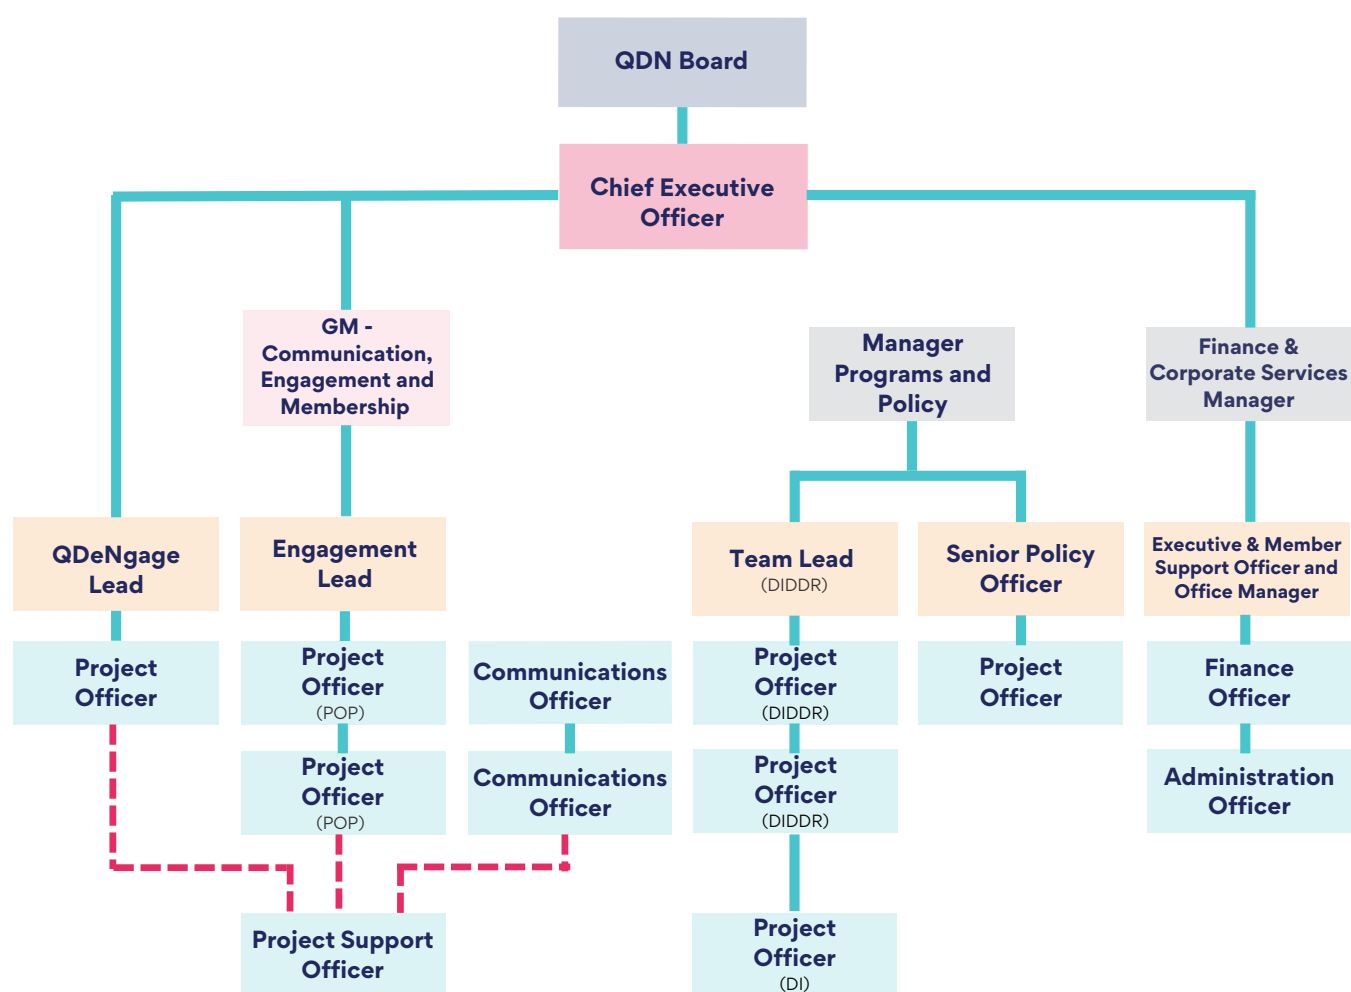 QDN Board
Chief Executive
Officer
GM -
Communication,
Engagement and
Membership
Manager
Programs and
Policy
Finance &
Corporate Services
Manager
QDeNgage
Lead
Engagement
Lead
Team Lead
(DIDDR)
Senior Policy
Officer
Executive & Member
Support Officer and
Office Manager
Project
Officer
Project
Officer
(POP)
Communications
Officer
Project
Officer
(DIDDR)
Project
Officer
Finance
Officer
Project
Officer
(POP)
Communications
Officer
Project
Officer
(DIDDR)
Administration
Officer
Project Support
Officer
Project
Officer
(DI)